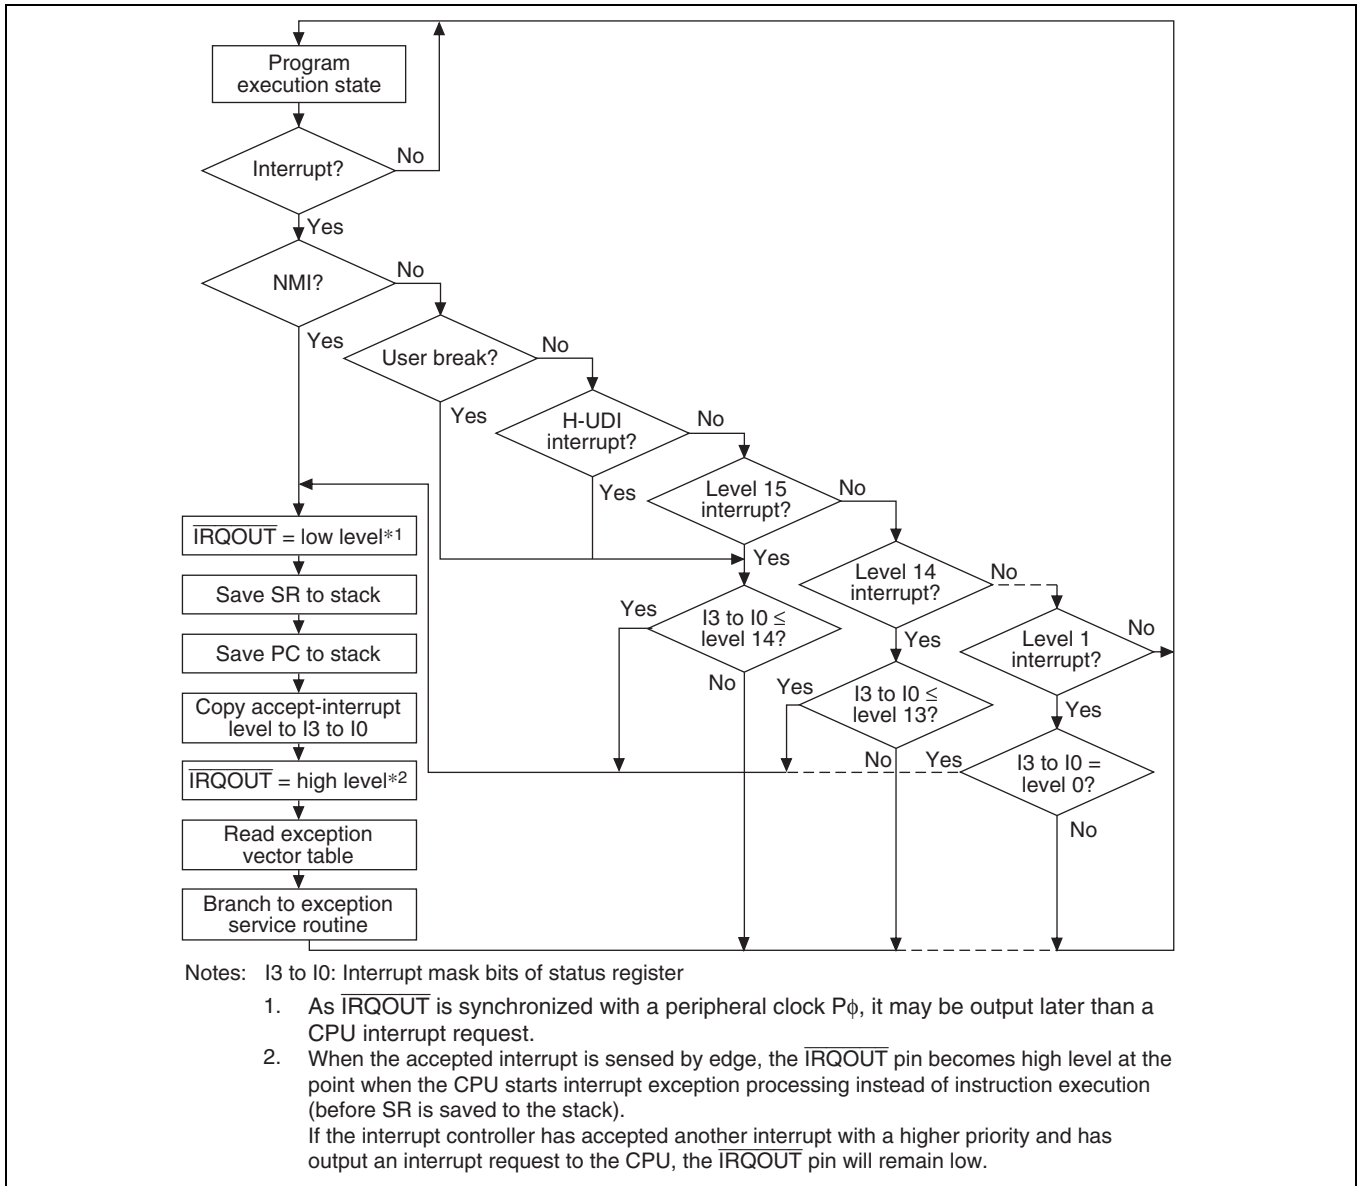 Program
execution state
Interrupt?
No
Yes
NMI?
No
Yes
User break?
No
Yes
H-UDI
interrupt?
No
Yes
Level 15
interrupt?
No
Yes
Level 14
interrupt?
No
Yes
Level 1
interrupt?
No
Yes
I3 to I0 ≤
level 14?
Yes
No
I3 to I0 ≤
level 13?
Yes
No
I3 to I0 =
level 0?
Yes
No
IRQOUT = low level*1
Save SR to stack
Save PC to stack
Copy accept-interrupt
level to I3 to I0
IRQOUT = high level*2
Read exception
vector table
Branch to exception
service routine
Notes: I3 to I0: Interrupt mask bits of status register
1. As IRQOUT is synchronized with a peripheral clock Pϕ, it may be output later than a
CPU interrupt request.
2. When the accepted interrupt is sensed by edge, the IRQOUT pin becomes high level at the
point when the CPU starts interrupt exception processing instead of instruction execution
(before SR is saved to the stack).
If the interrupt controller has accepted another interrupt with a higher priority and has
output an interrupt request to the CPU, the IRQOUT pin will remain low.